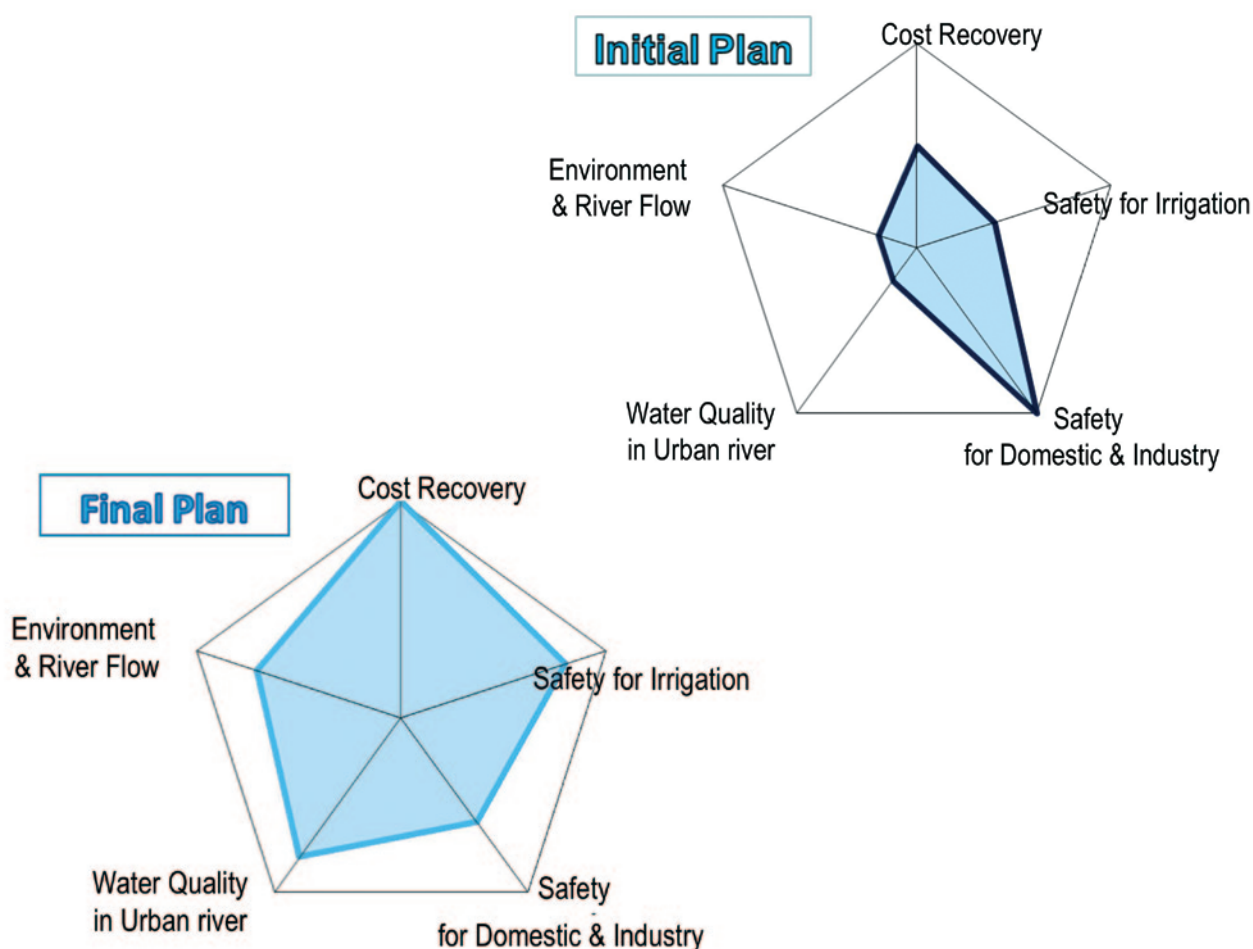 Initial Plan
Cost Recovery
Environment
& River Flow
Safety for Irrigation
Water Quality
in Urban river
Safety
for Domestic & Industry
Final Plan
Cost Recovery
Environment
& River Flow
Safety for Irrigation
Water Quality
in Urban river
Safety
for Domestic & Industry